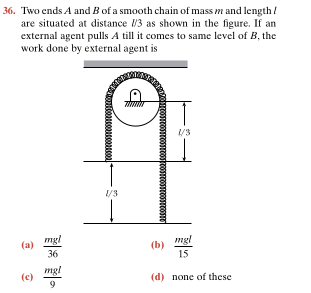 36. Two ends A and B of a smooth chain of mass m and length l
are situated at distance l/3 as shown in the figure. If an
external agent pulls A till it comes to same level of B, the
work done by external agent is
l/3
l/3
(a) mgl/36 (b) mgl/15
(c) mgl/9 (d) none of these